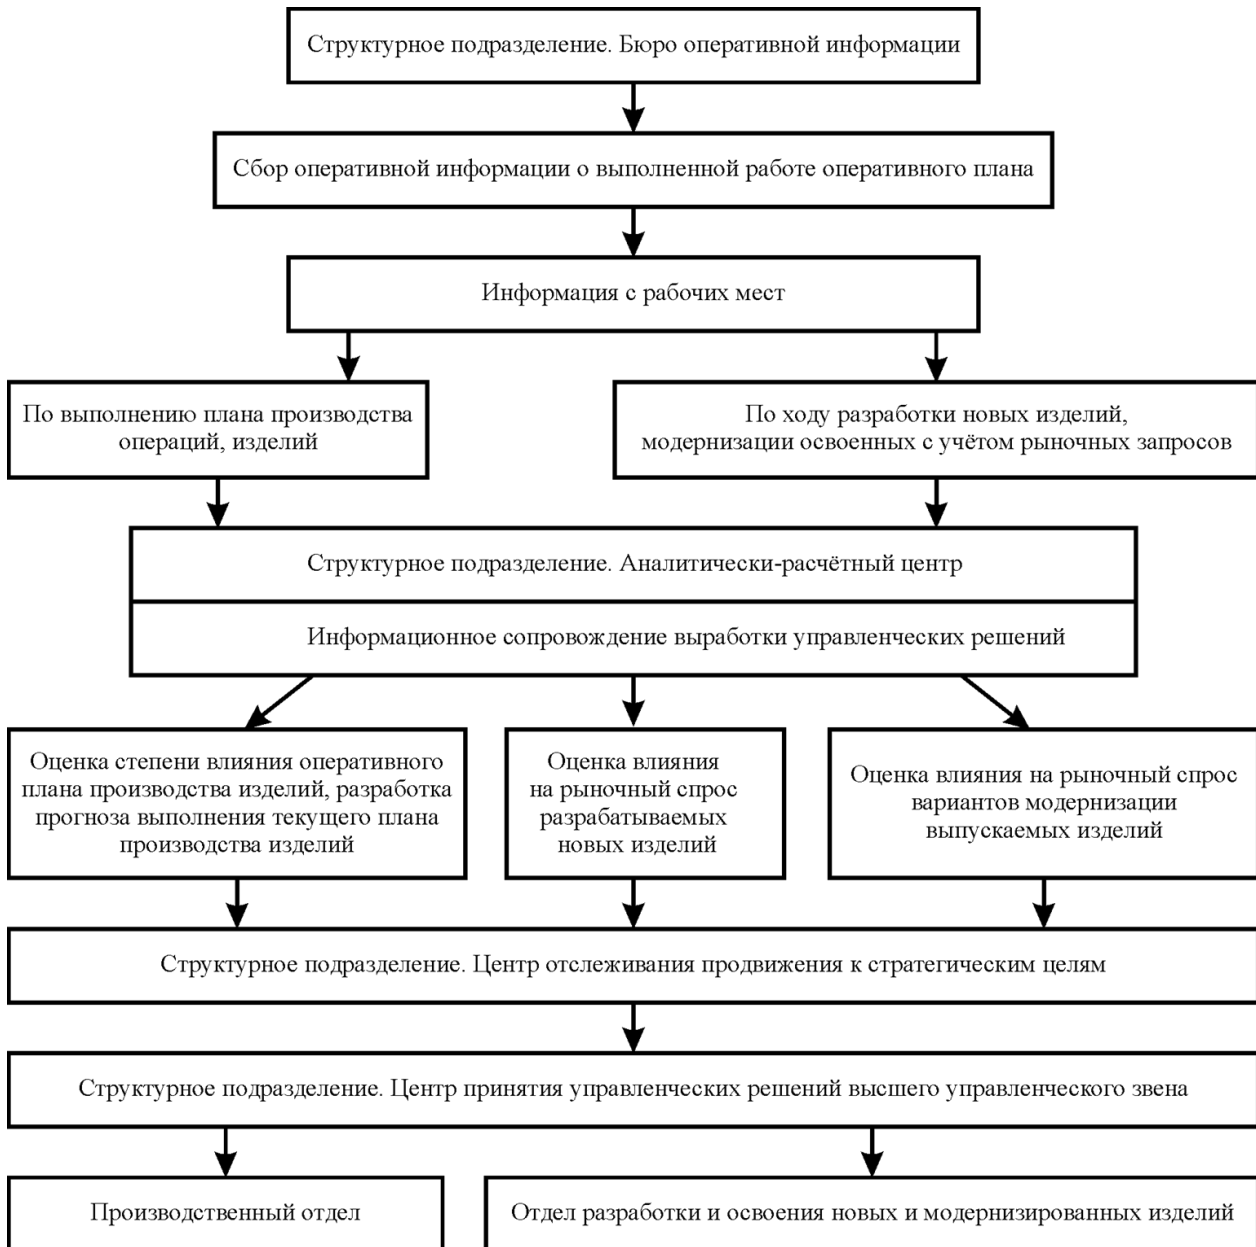 Структурное подразделение. Бюро оперативной информации
Сбор оперативной информации о выполненной работе оперативного плана
Информация с рабочих мест
По выполнению плана производства
операций, изделий
По ходу разработки новых изделий,
модернизации освоенных с учётом рыночных запросов
Структурное подразделение. Аналитически-расчётный центр
Информационное сопровождение выработки управленческих решений
Оценка степени влияния оперативного
плана производства изделий, разработка
прогноза выполнения текущего плана
производства изделий
Оценка влияния
на рыночный спрос
разрабатываемых
новых изделий
Оценка влияния на рыночный спрос
вариантов модернизации
выпускаемых изделий
Структурное подразделение. Центр отслеживания продвижения к стратегическим целям
Структурное подразделение. Центр принятия управленческих решений высшего управленческого звена
Производственный отдел
Отдел разработки и освоения новых и модернизированных изделий